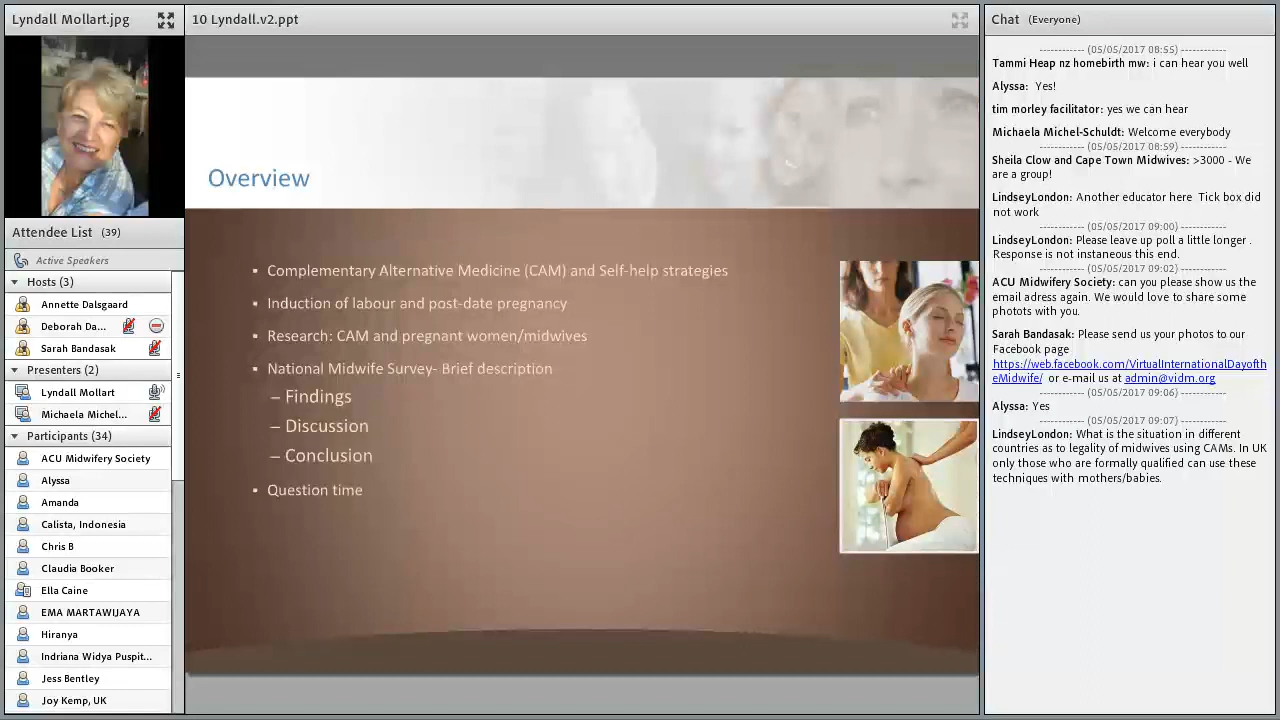 Lyndall Mollart.jpg
Attendee List (39)
Active Speakers
Hosts (3)
Annette Dalsgaard
Deborah Da...
Sarah Bandasak
Presenters (2)
Lyndall Mollart
Michaela Michel...
Participants (34)
ACU Midwifery Society
Alyssa
Amanda
Calista, Indonesia
Chris B
Claudia Booker
Ella Caine
EMA MARTAWIJAYA
Hiranya
Indriana Widya Puspit...
Jess Bentley
Joy Kemp, UK
10 Lyndall.v2.ppt
Overview
▪ Complementary Alternative Medicine (CAM) and Self-help strategies
▪ Induction of labour and post-date pregnancy
▪ Research: CAM and pregnant women/midwives
▪ National Midwife Survey- Brief description
– Findings
– Discussion
– Conclusion
▪ Question time
Chat (Everyone)
------------ (05/05/2017 08:55) ------------
Tammi Heap nz homebirth mw: i can hear you well
Alyssa: Yes!
tim morley facilitator: yes we can hear
Michaela Michel-Schuldt: Welcome everybody
------------ (05/05/2017 08:59) ------------
Sheila Clow and Cape Town Midwives: >3000 - We
are a group!
LindseyLondon: Another educator here Tick box did
not work
------------ (05/05/2017 09:00) ------------
LindseyLondon: Please leave up poll a little longer .
Response is not instaneous this end.
------------ (05/05/2017 09:02) ------------
ACU Midwifery Society: can you please show us the
email adress again. We would love to share some
photots with you.
Sarah Bandasak: Please send us your photos to our
Facebook page
https://web.facebook.com/VirtualInternationalDayofth
eMidwife/ or e-mail us at admin@vidm.org
------------ (05/05/2017 09:06) ------------
Alyssa: Yes
------------ (05/05/2017 09:07) ------------
LindseyLondon: What is the situation in different
countries as to legality of midwives using CAMs. In UK
only those who are formally qualified can use these
techniques with mothers/babies.